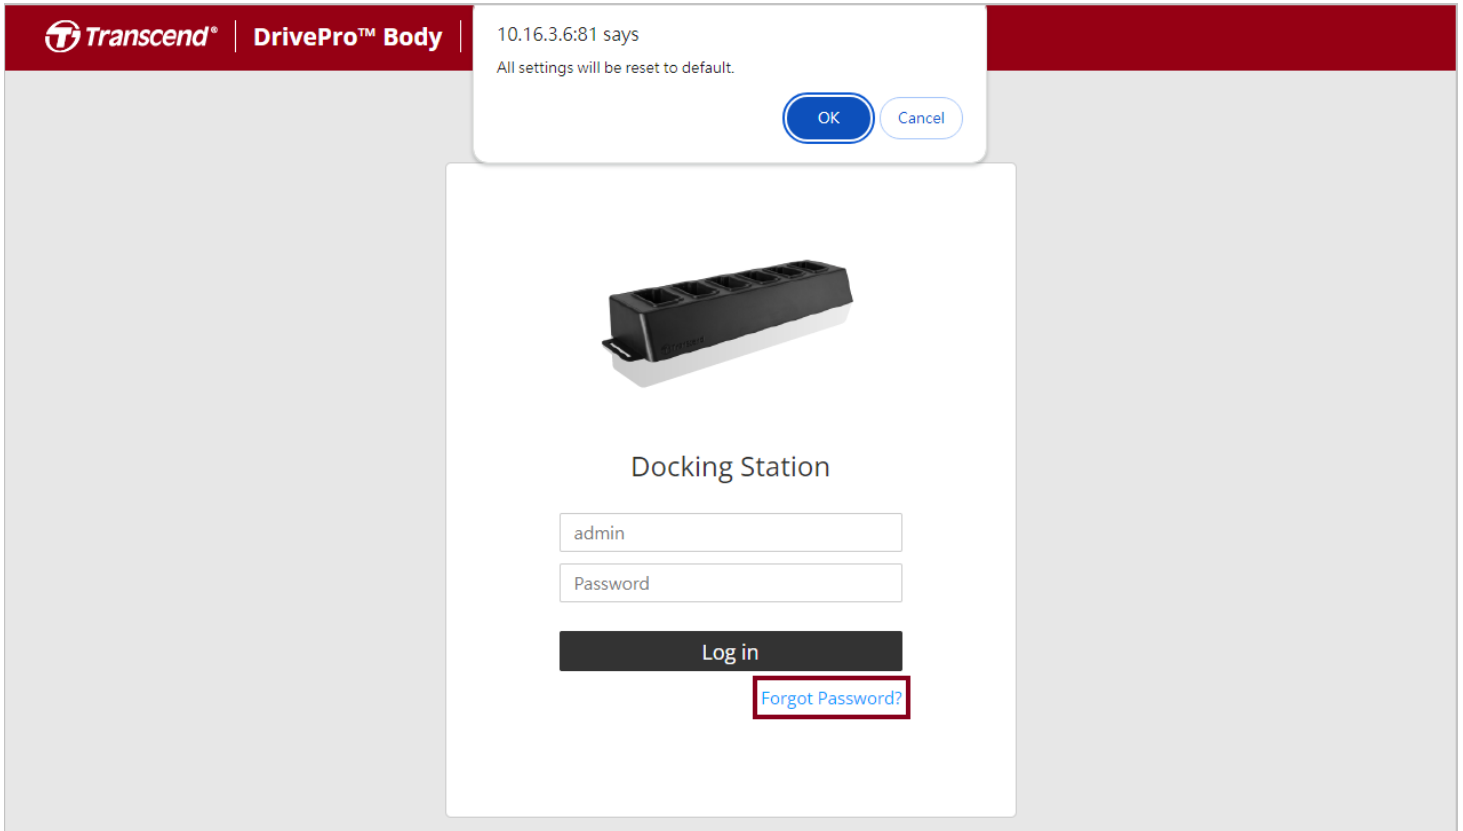 Transcend® | DrivePro™ Body |
10.16.3.6:81 says
All settings will be reset to default.
OK Cancel
Docking Station
admin
Password
Log in
Forgot Password?